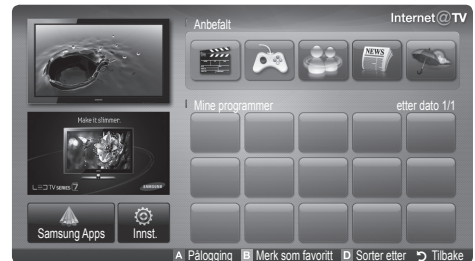 Internet@TV
Anbefalt
NEWS
Mine programmer etter dato 1/1
Make it slimmer.
LED TV SERIES 7 SAMSUNG
Samsung Apps Innst.
A Pålogging B Merk som favoritt D Sorter etter Tilbake